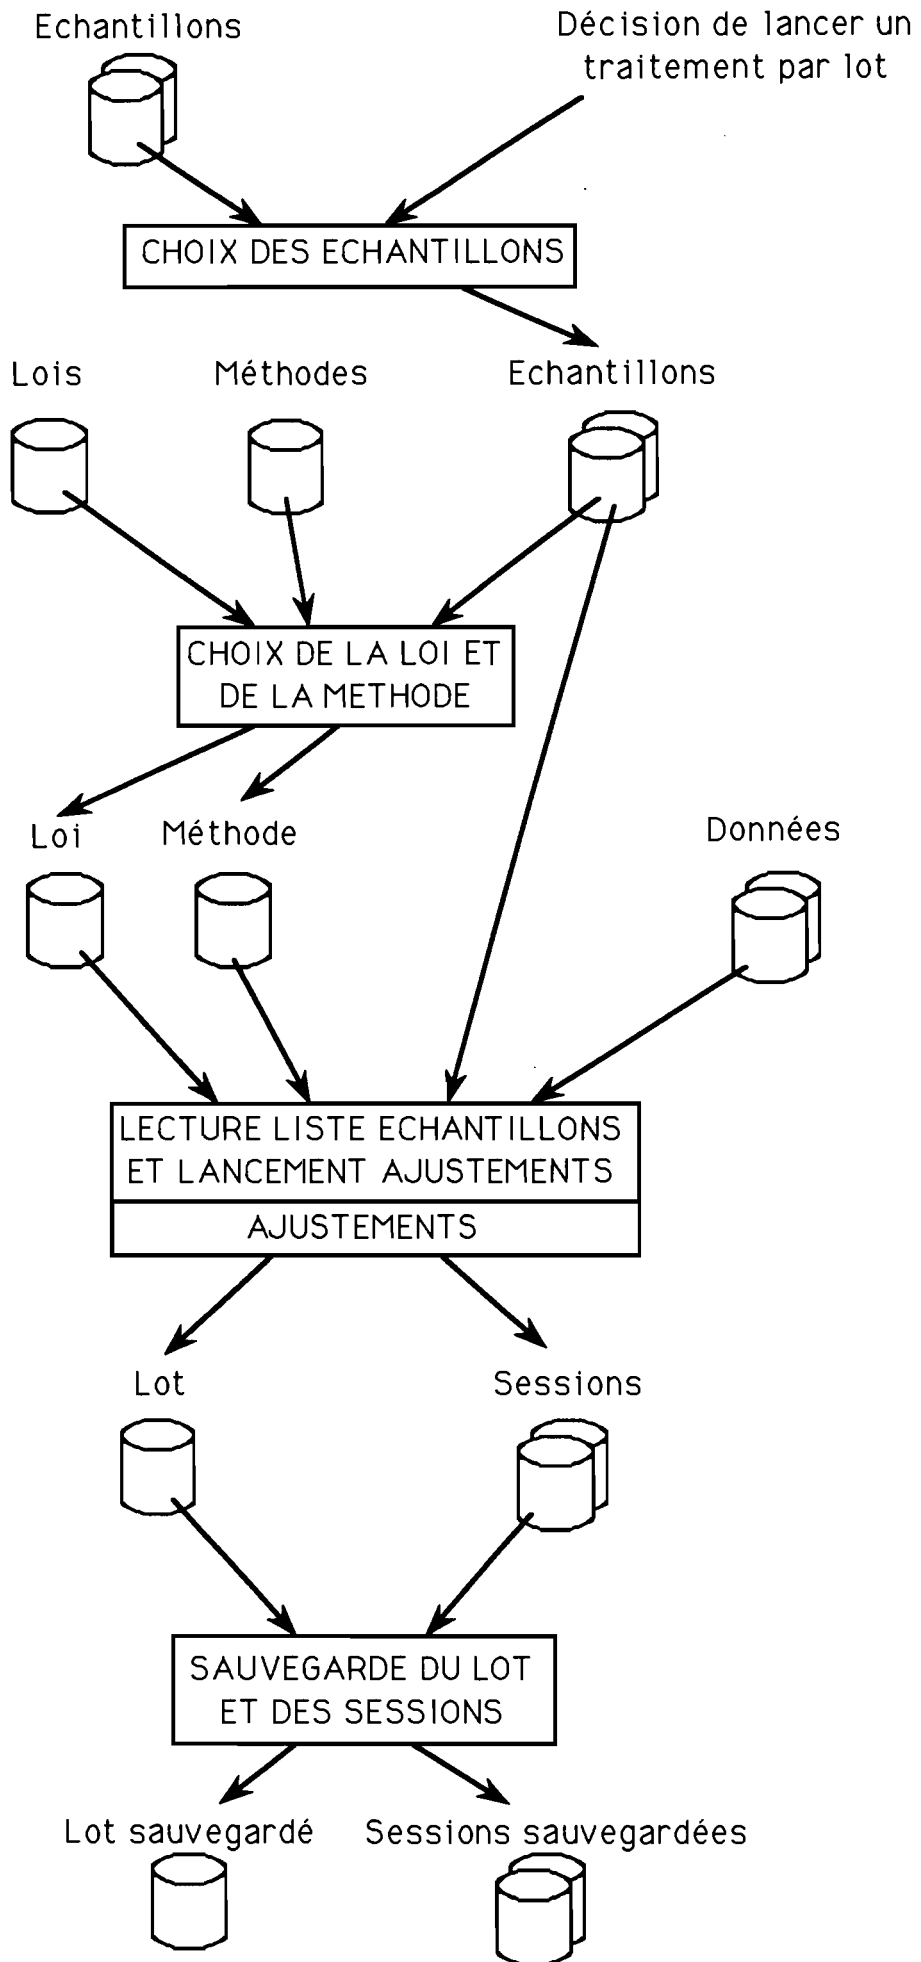 Echantillons
Décision de lancer un
traitement par lot
CHOIX DES ECHANTILLONS
Lois
Méthodes
Echantillons
CHOIX DE LA LOI ET
DE LA METHODE
Loi
Méthode
Données
LECTURE LISTE ECHANTILLONS
ET LANCEMENT AJUSTEMENTS
AJUSTEMENTS
Lot
Sessions
SAUVEGARDE DU LOT
ET DES SESSIONS
Lot sauvegardé
Sessions sauvegardées